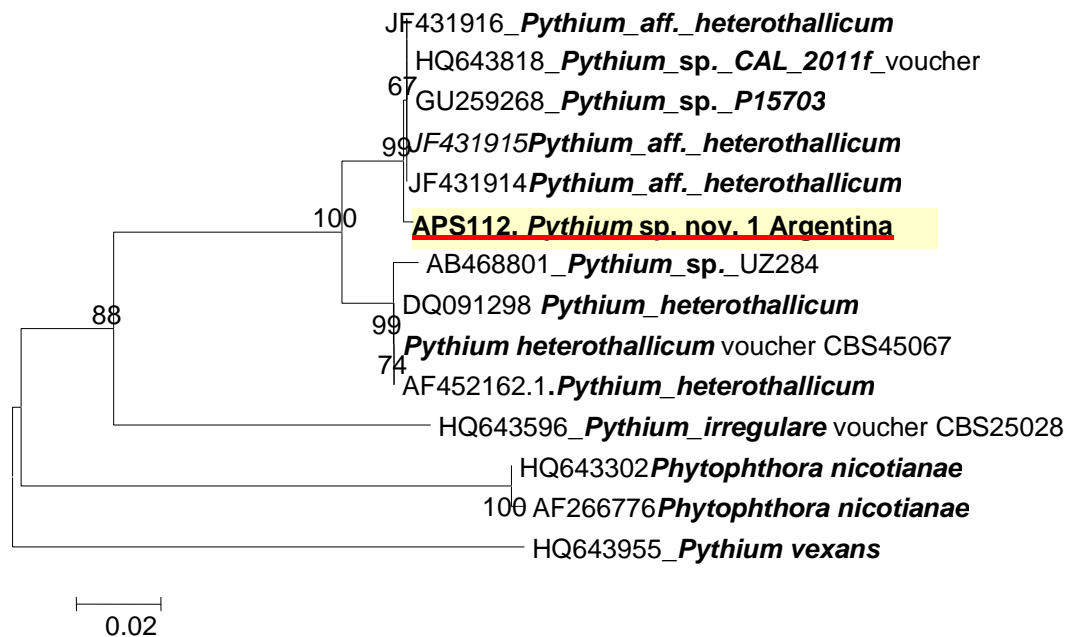 JF431916_Pythium_aff._heterothallicum
HQ643818_Pythium_sp._CAL_2011f_voucher
67
GU259268_Pythium_sp._P15703
99
JF431915Pythium_aff._heterothallicum
JF431914Pythium_aff._heterothallicum
100
APS112. Pythium sp. nov. 1 Argentina
AB468801_Pythium_sp._UZ284
88
DQ091298 Pythium_heterothallicum
99
Pythium heterothallicum voucher CBS45067
74
AF452162.1.Pythium_heterothallicum
HQ643596_Pythium_irregulare voucher CBS25028
HQ643302Phytophthora nicotianae
100
AF266776Phytophthora nicotianae
HQ643955_Pythium vexans
0.02